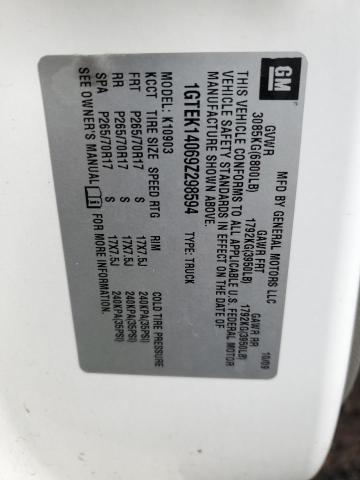 GM
MFD BY GENERAL MOTORS LLC 10/09
GVWR GAWR FRT GAWR RR
3085KG(6800LB) 1792KG(3950LB) 1792KG(3950LB)
THIS VEHICLE CONFORMS TO ALL APPLICABLE U.S. FEDERAL MOTOR
VEHICLE SAFETY STANDARDS IN EFFECT ON THE DATE OF
MANUFACTURE SHOWN ABOVE.
1GTEK14069Z298504 TYPE: TRUCK
MODEL: K10903
KCCT TIRE SIZE SPEED RTG RIM COLD TIRE PRESSURE
FRT P265/70R17 S 17X7.5J 240KPA(35PSI)
RR P265/70R17 S 17X7.5J 240KPA(35PSI)
SPA P265/70R17 S 17X7.5J 240KPA(35PSI)
SEE OWNER'S MANUAL FOR MORE INFORMATION.